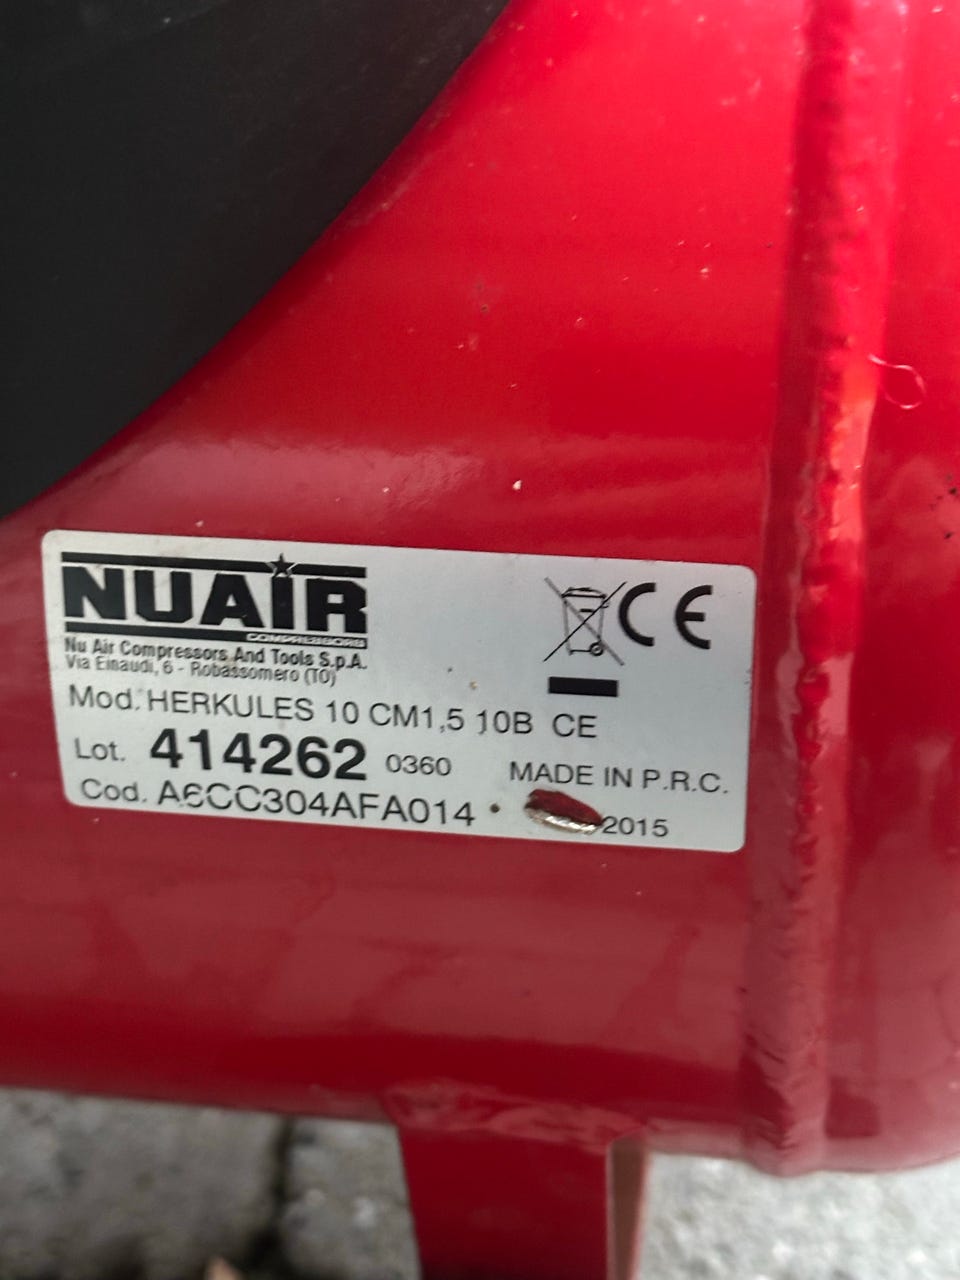 NUAIR
COMPRESSORS
Nu Air Compressors And Tools S.p.A.
Via Einaudi, 6 - Robassomero (TO)
CE
Mod. HERKULES 10 CM1,5 10B CE
Lot. 414262 0360 MADE IN P.R.C.
Cod. A6CC304AFA014 2015